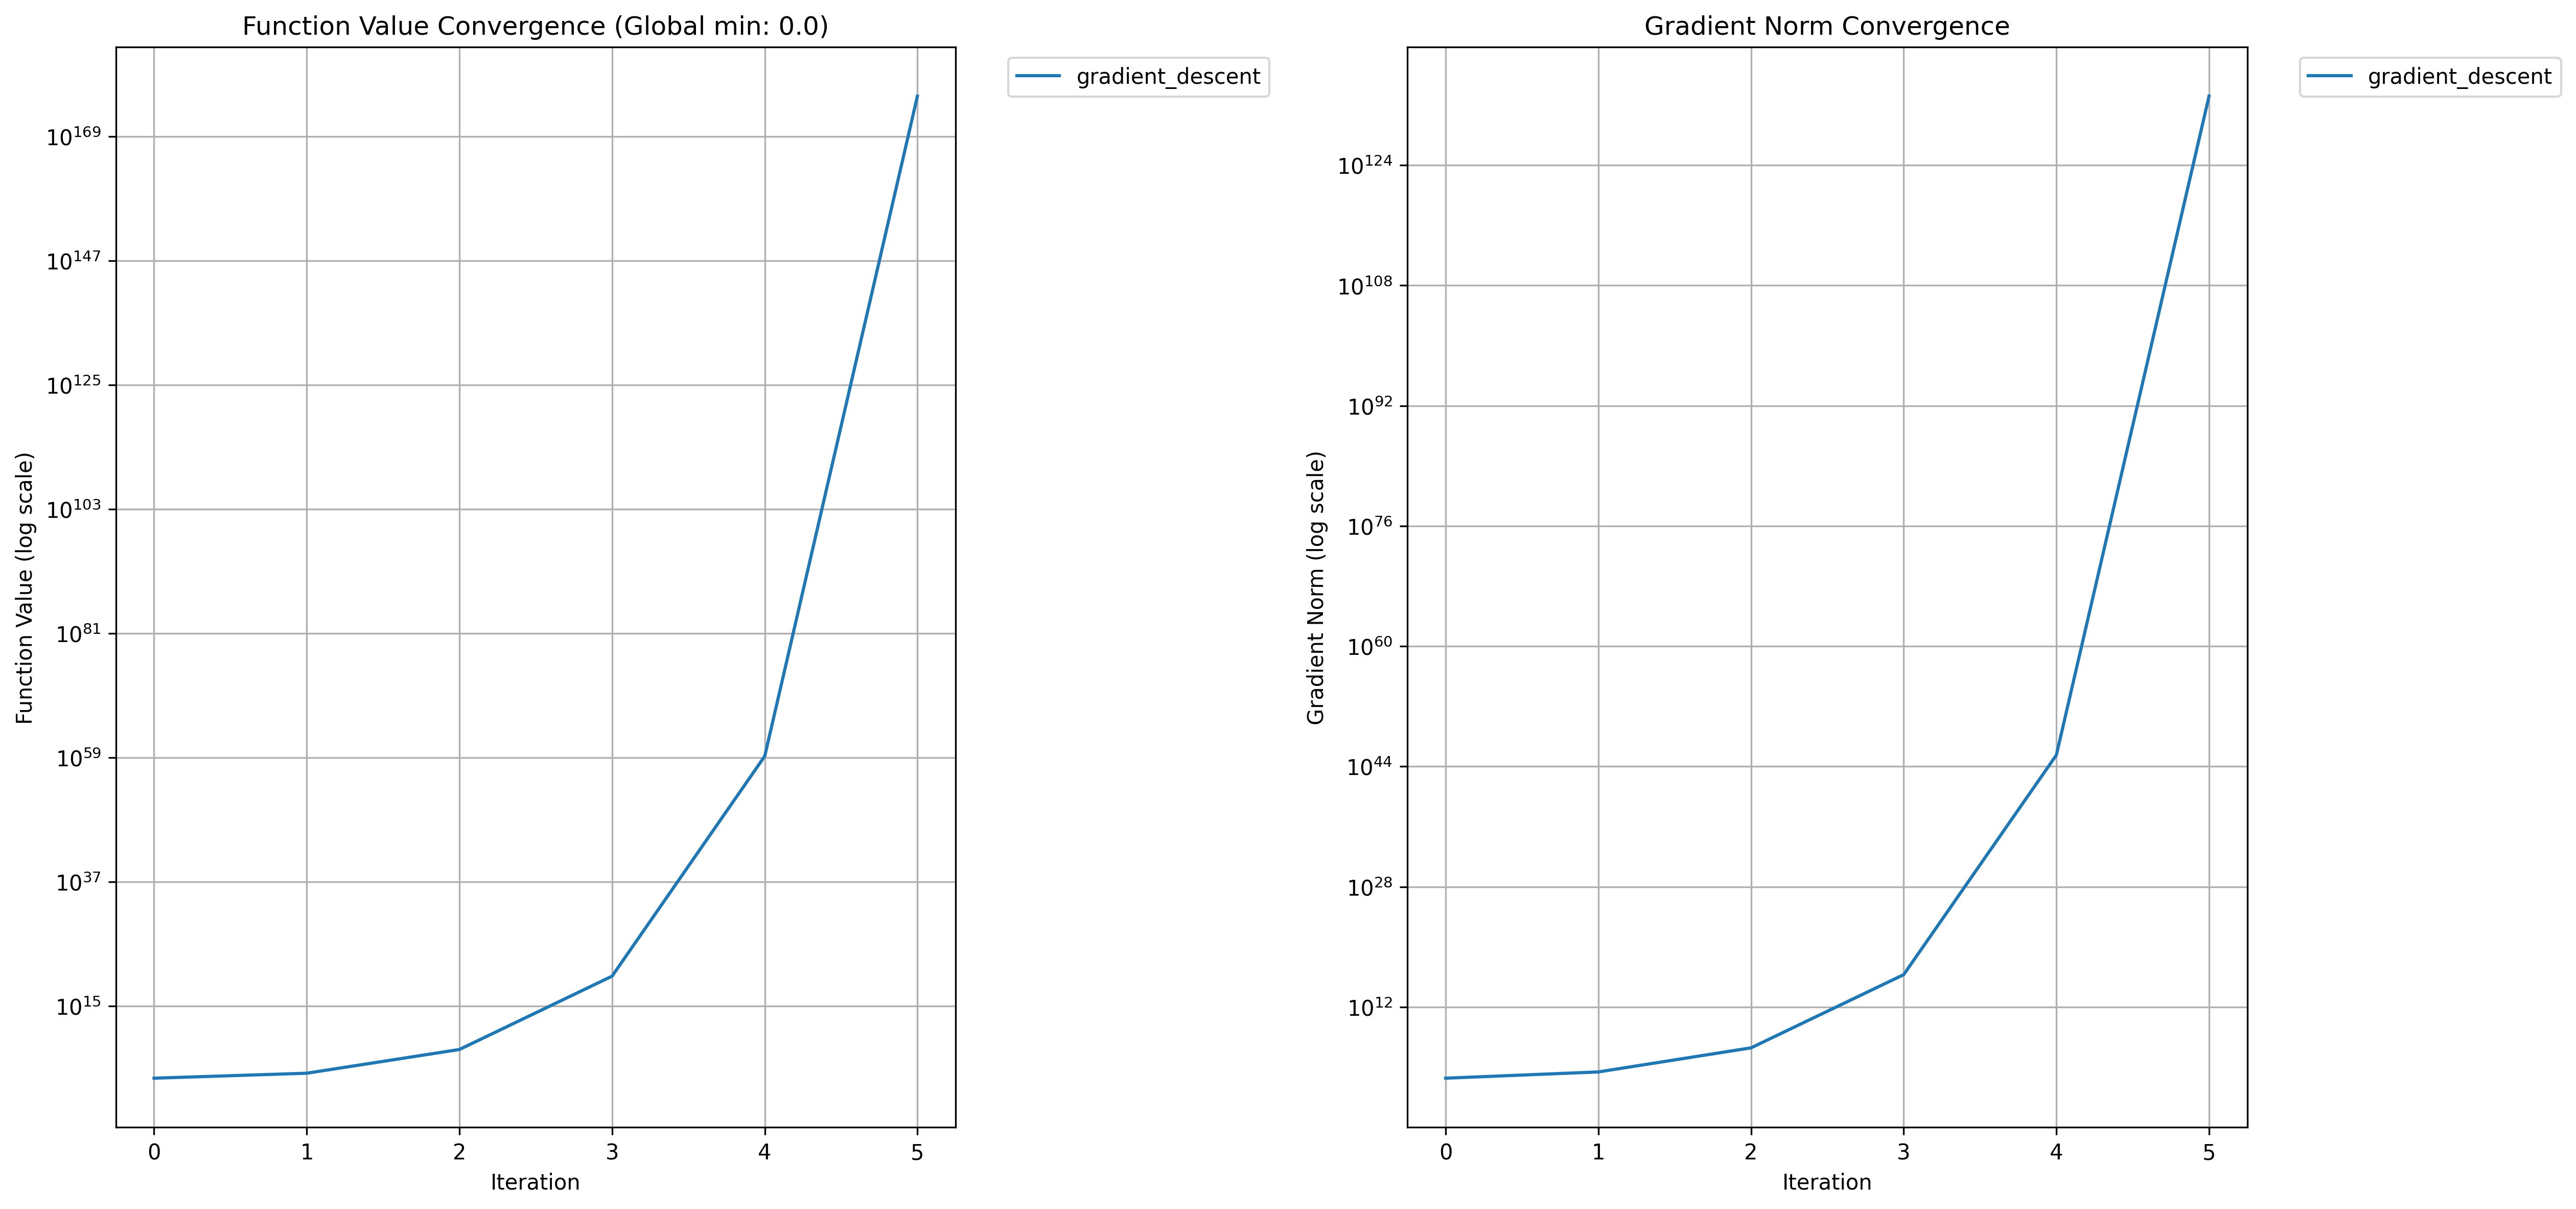 Function Value Convergence (Global min: 0.0)
gradient_descent
Function Value (log scale)
10^169
10^147
10^125
10^103
10^81
10^59
10^37
10^15
0 1 2 3 4 5
Iteration
Gradient Norm Convergence
gradient_descent
Gradient Norm (log scale)
10^124
10^108
10^92
10^76
10^60
10^44
10^28
10^12
0 1 2 3 4 5
Iteration